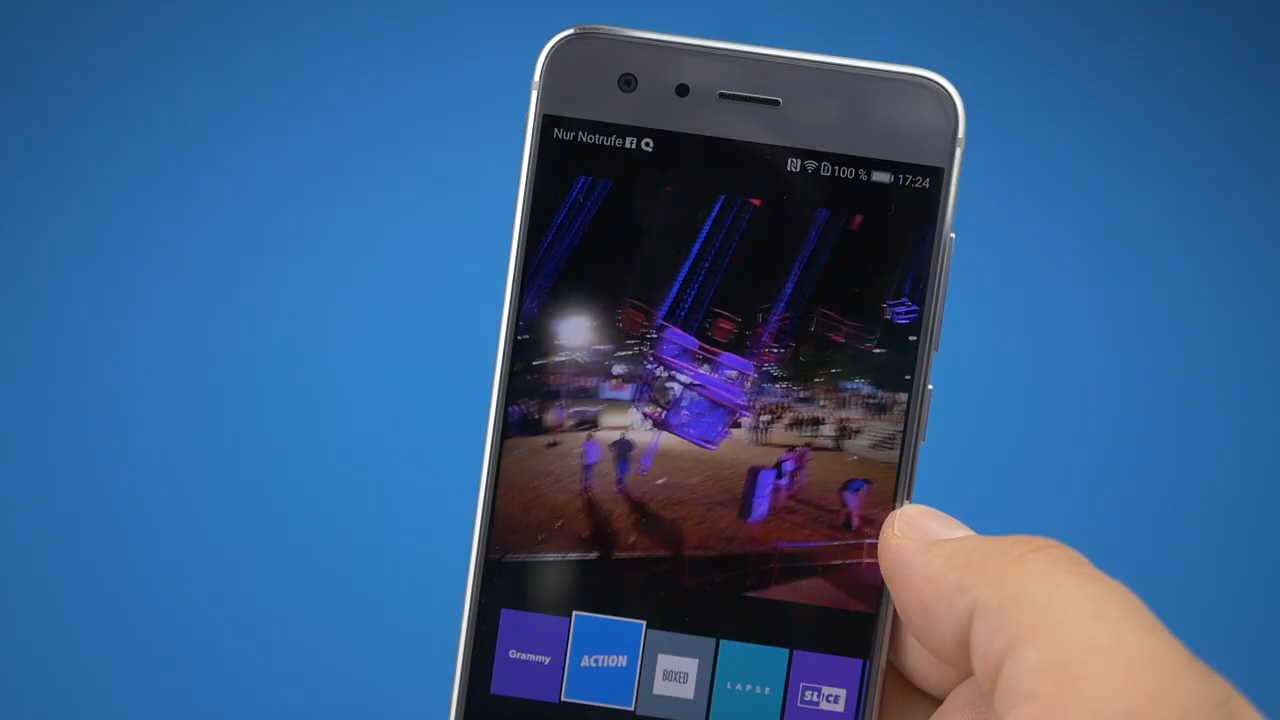 Nur Notrufe
100 % 17:24
Grammy
ACTION
BOXED
LAPSE
SLICE